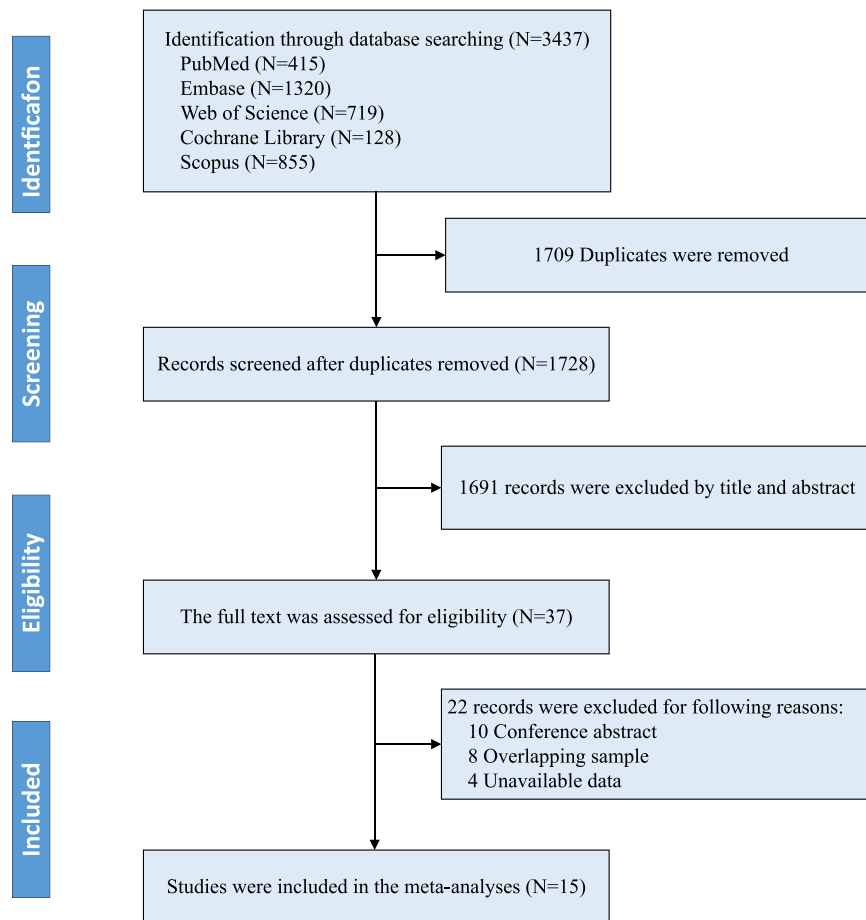 Identificafon
Identification through database searching (N=3437)
PubMed (N=415)
Embase (N=1320)
Web of Science (N=719)
Cochrane Library (N=128)
Scopus (N=855)
1709 Duplicates were removed
Screening
Records screened after duplicates removed (N=1728)
1691 records were excluded by title and abstract
Eligibility
The full text was assessed for eligibility (N=37)
22 records were excluded for following reasons:
10 Conference abstract
8 Overlapping sample
4 Unavailable data
Included
Studies were included in the meta-analyses (N=15)